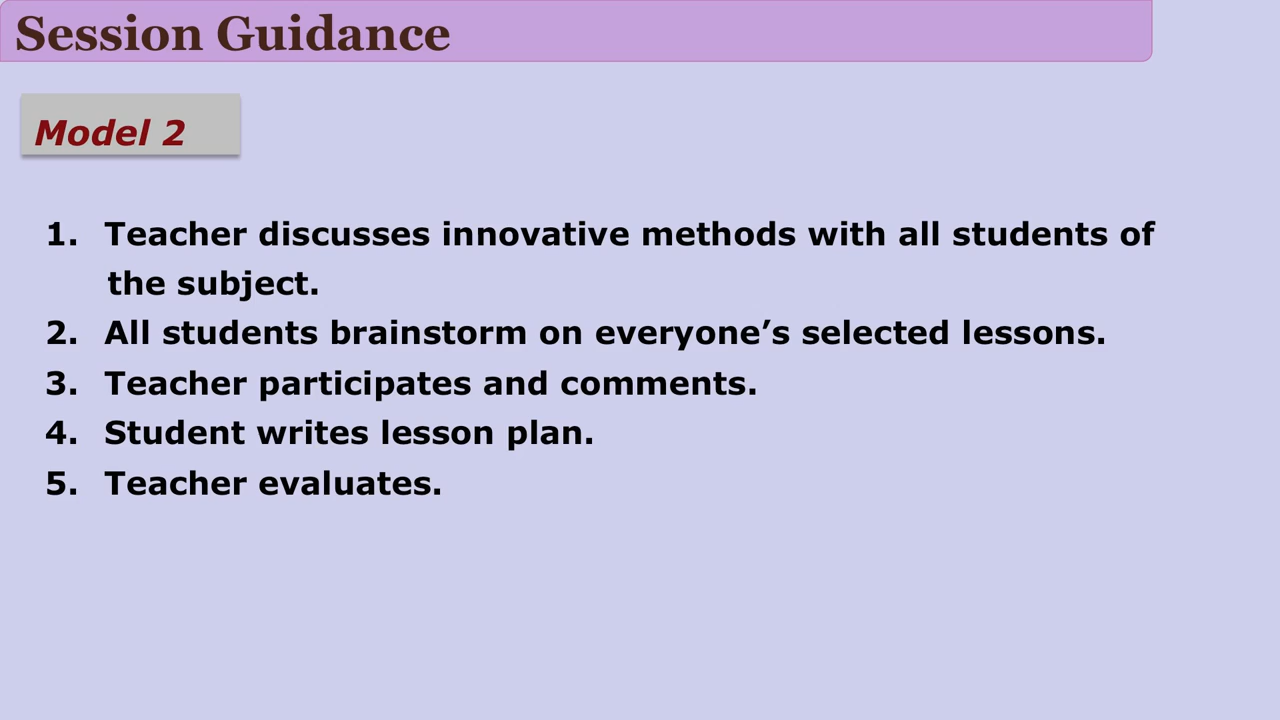 Session Guidance
Model 2
1. Teacher discusses innovative methods with all students of
the subject.
2. All students brainstorm on everyone’s selected lessons.
3. Teacher participates and comments.
4. Student writes lesson plan.
5. Teacher evaluates.